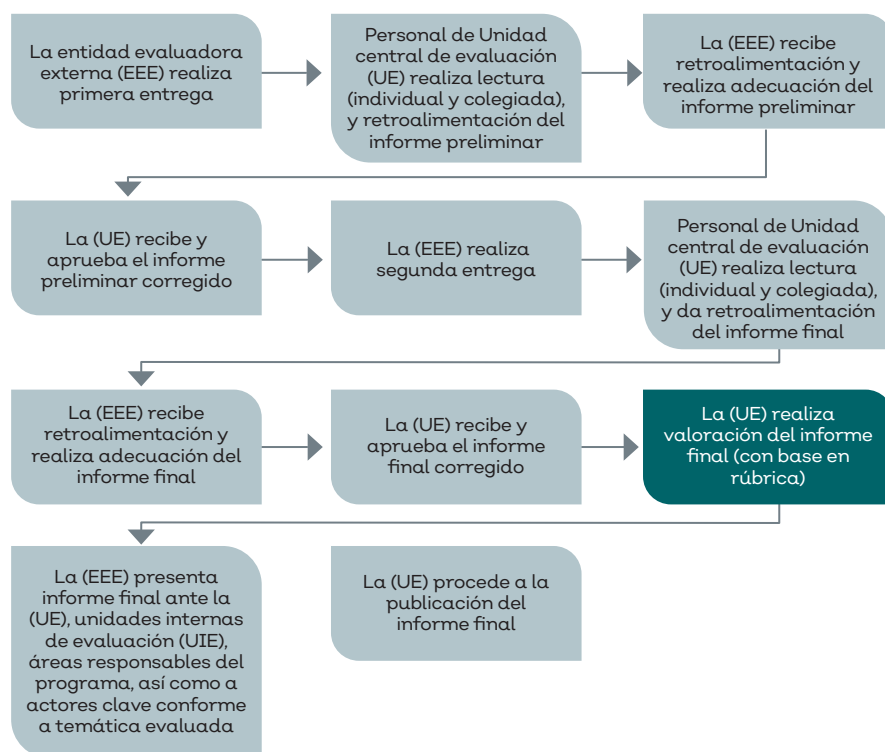 La entidad evaluadora
externa (EEE) realiza
primera entrega
Personal de Unidad
central de evaluación
(UE) realiza lectura
(individual y colegiada),
y retroalimentación del
informe preliminar
La (EEE) recibe
retroalimentación y
realiza adecuación del
informe preliminar
La (UE) recibe y
aprueba el informe
preliminar corregido
La (EEE) realiza
segunda entrega
Personal de Unidad
central de evaluación
(UE) realiza lectura
(individual y colegiada),
y da retroalimentación
del informe final
La (EEE) recibe
retroalimentación y
realiza adecuación del
informe final
La (UE) recibe y
aprueba el informe
final corregido
La (UE) realiza
valoración del informe
final (con base en
rúbrica)
La (EEE) presenta
informe final ante la
(UE), unidades internas
de evaluación (UIE),
áreas responsables del
programa, así como a
actores clave conforme
a temática evaluada
La (UE) procede a la
publicación del
informe final